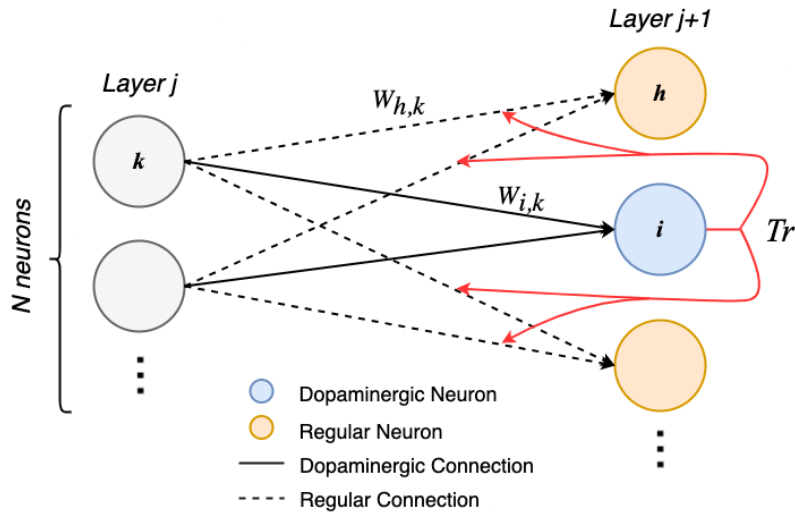 Layer j+1
Layer j
W_{h,k}
h
k
W_{i,k}
i
Tr
N neurons
Dopaminergic Neuron
Regular Neuron
Dopaminergic Connection
Regular Connection